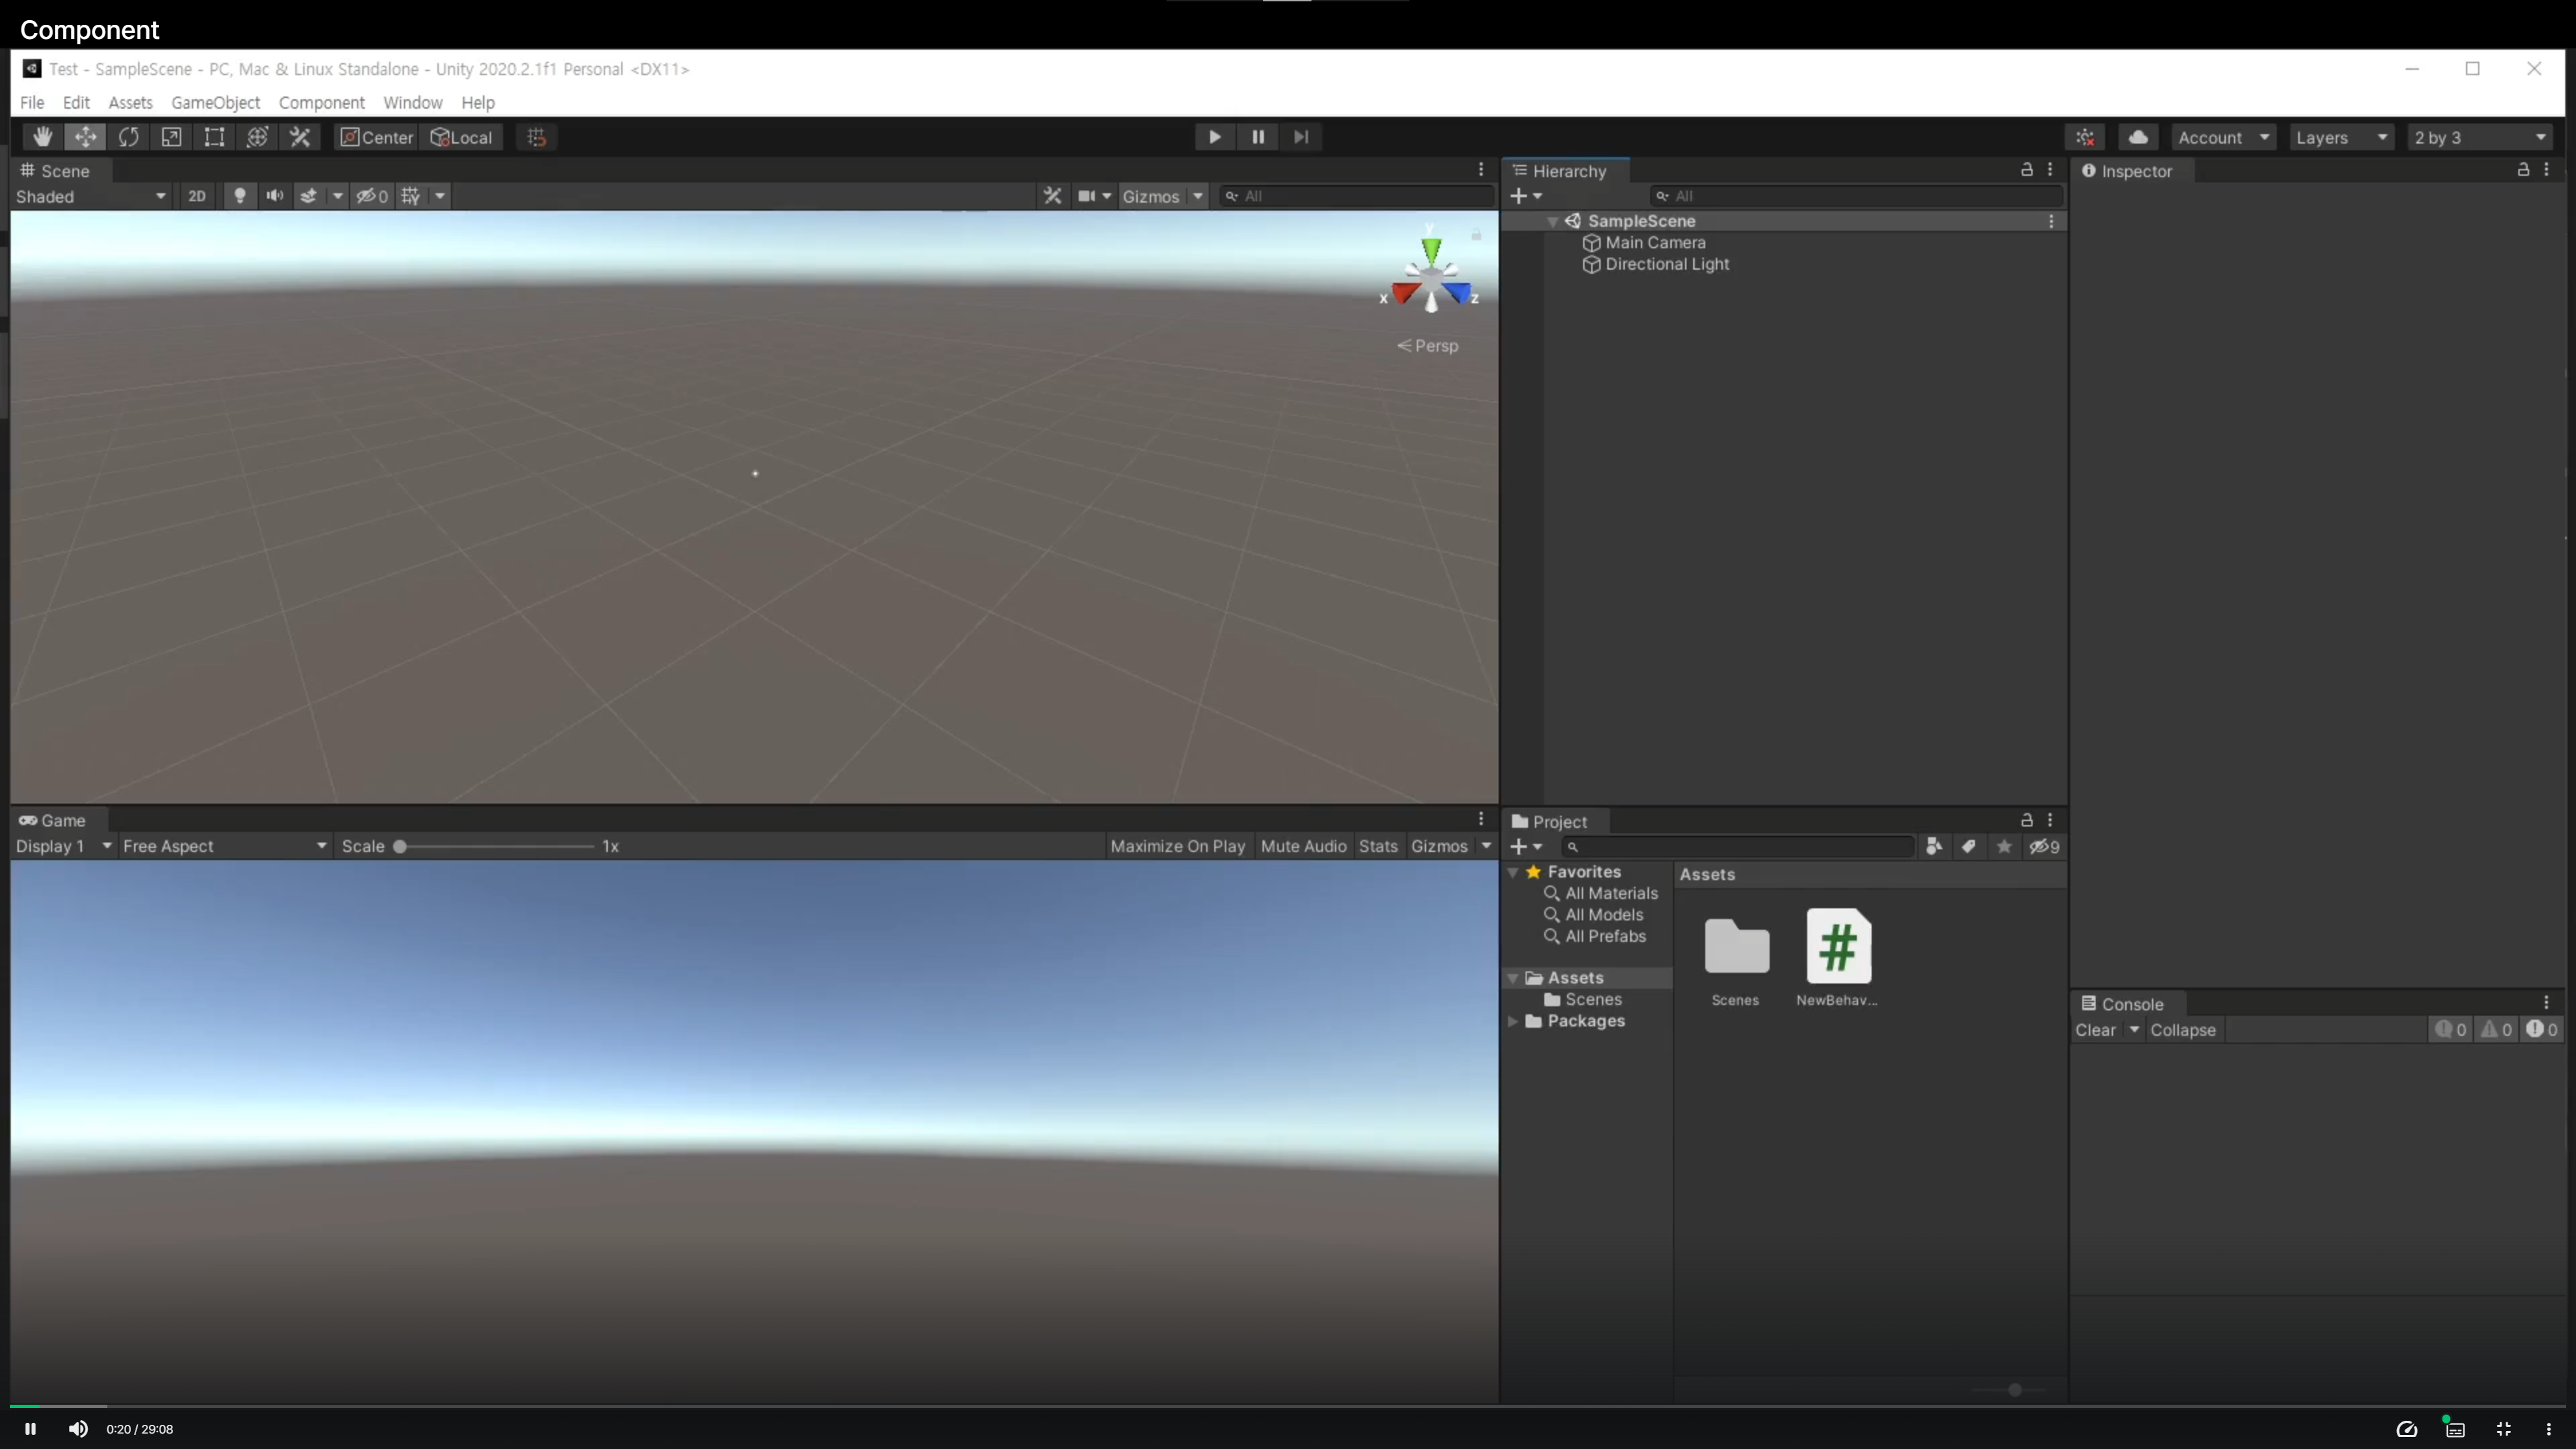 Component
Test - SampleScene - PC, Mac & Linux Standalone - Unity 2020.2.1f1 Personal <DX11>
File Edit Assets GameObject Component Window Help
Center Local Account Layers 2 by 3
Scene
Shaded 2D 0 Gizmos All
y
x z
Persp
Hierarchy
All
SampleScene
Main Camera
Directional Light
Inspector
Game
Display 1 Free Aspect Scale 1x Maximize On Play Mute Audio Stats Gizmos
Project
9
Favorites
All Materials
All Models
All Prefabs
Assets
Scenes
Packages
Assets
Scenes NewBehav...
Console
Clear Collapse 0 0 0
0:20 / 29:08